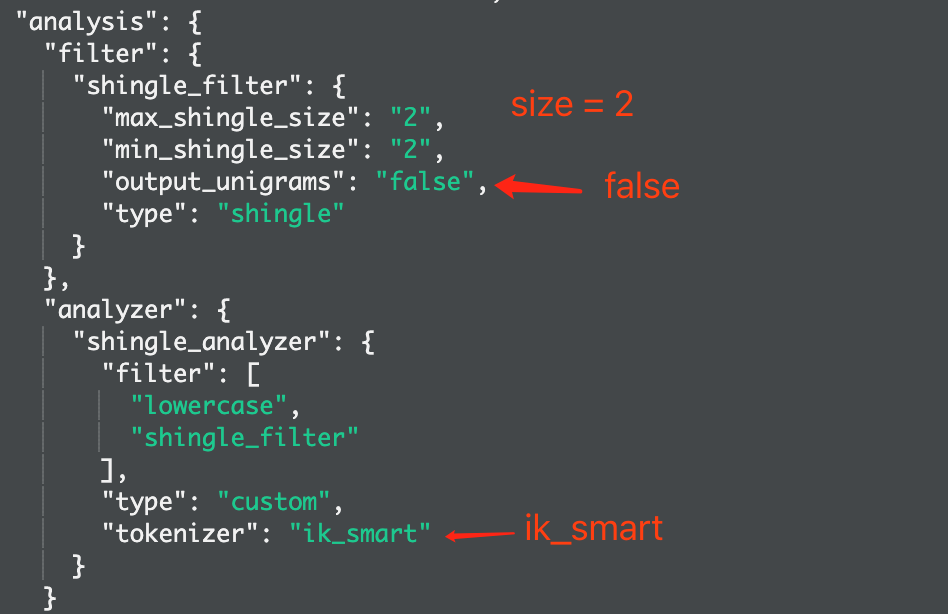 "analysis": {
"filter": {
"shingle_filter": {
"max_shingle_size": "2",
size = 2
"min_shingle_size": "2",
"output_unigrams": "false",
false
"type": "shingle"
}
},
"analyzer": {
"shingle_analyzer": {
"filter": [
"lowercase",
"shingle_filter"
],
"type": "custom",
"tokenizer": "ik_smart"
ik_smart
}
}